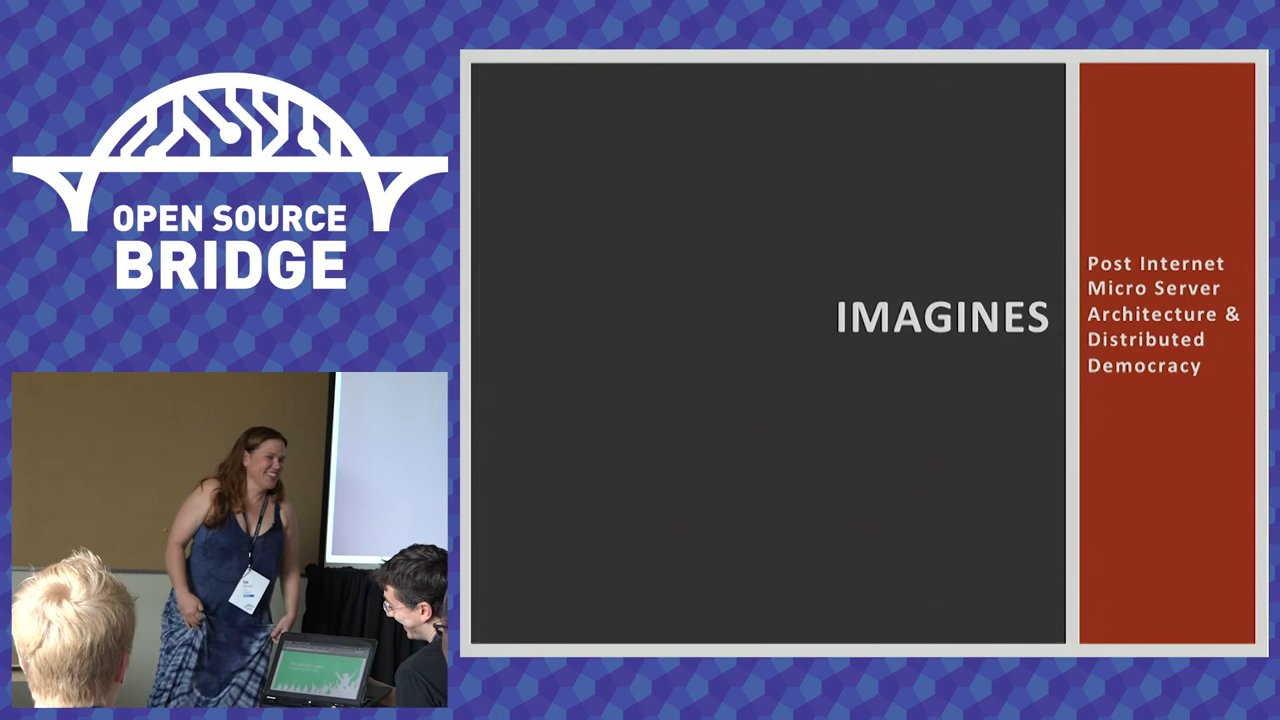 OPEN SOURCE
BRIDGE
IMAGINES
Post Internet
Micro Server
Architecture &
Distributed
Democracy